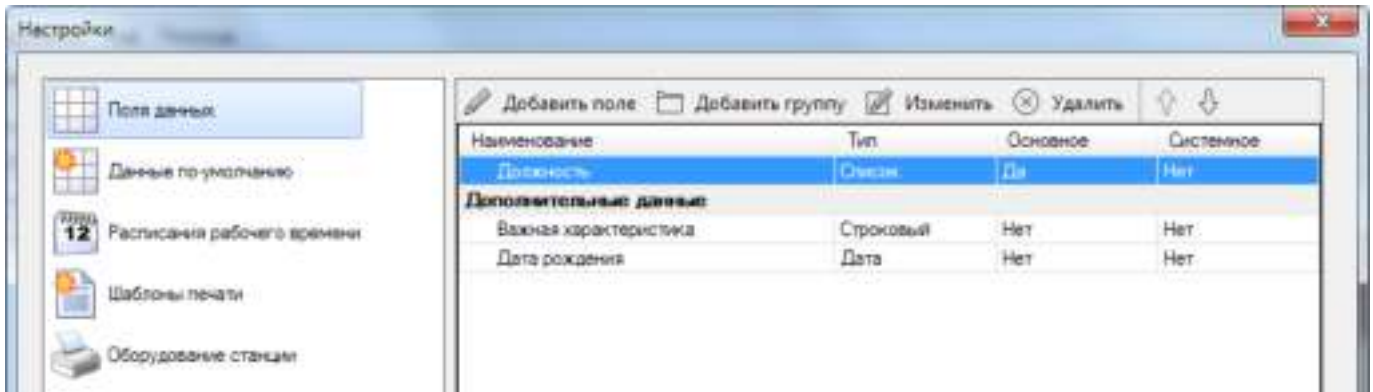 Настройки
Поля данных
Данные по-умолчанию
12
Расписания рабочего времени
Шаблоны печати
Оборудование станции
Добавить поле Добавить группу Изменить Удалить
Наименование Тип Основное Системное
Должность Список Да Нет
Дополнительные данные
Важная характеристика Строковый Нет Нет
Дата рождения Дата Нет Нет